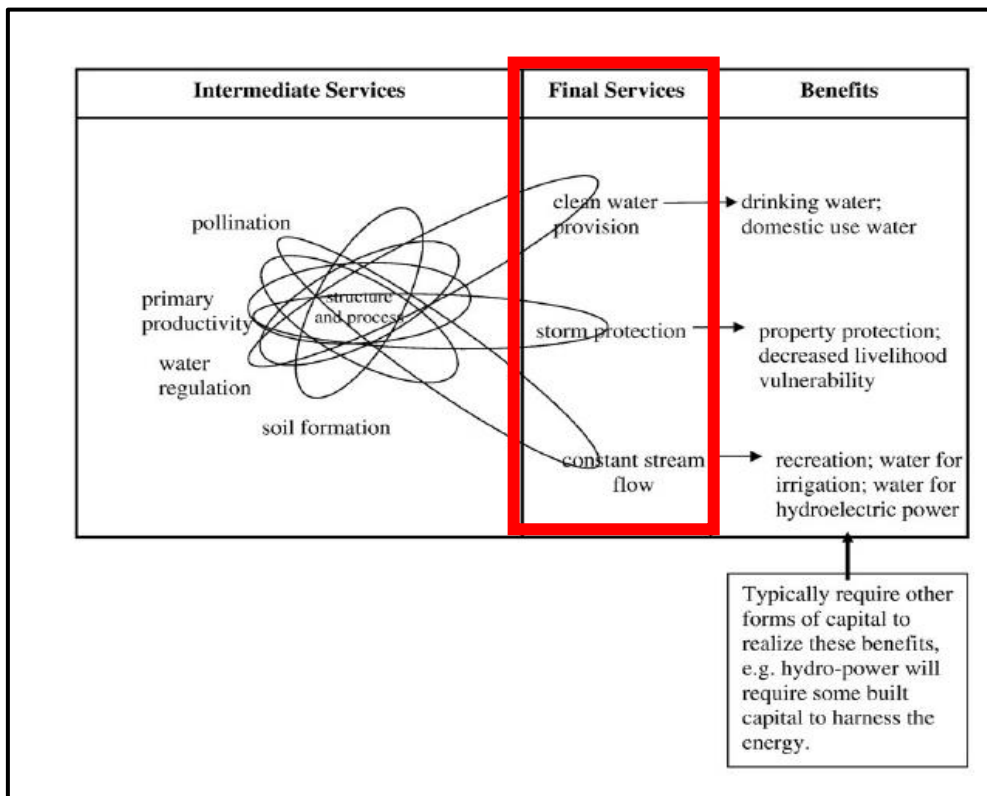 Intermediate Services
Final Services
Benefits
pollination
primary
productivity
water
regulation
soil formation
structure
and process
clean water
provision
storm protection
constant stream
flow
drinking water;
domestic use water
property protection;
decreased livelihood
vulnerability
recreation; water for
irrigation; water for
hydroelectric power
Typically require other
forms of capital to
realize these benefits,
e.g. hydro-power will
require some built
capital to harness the
energy.